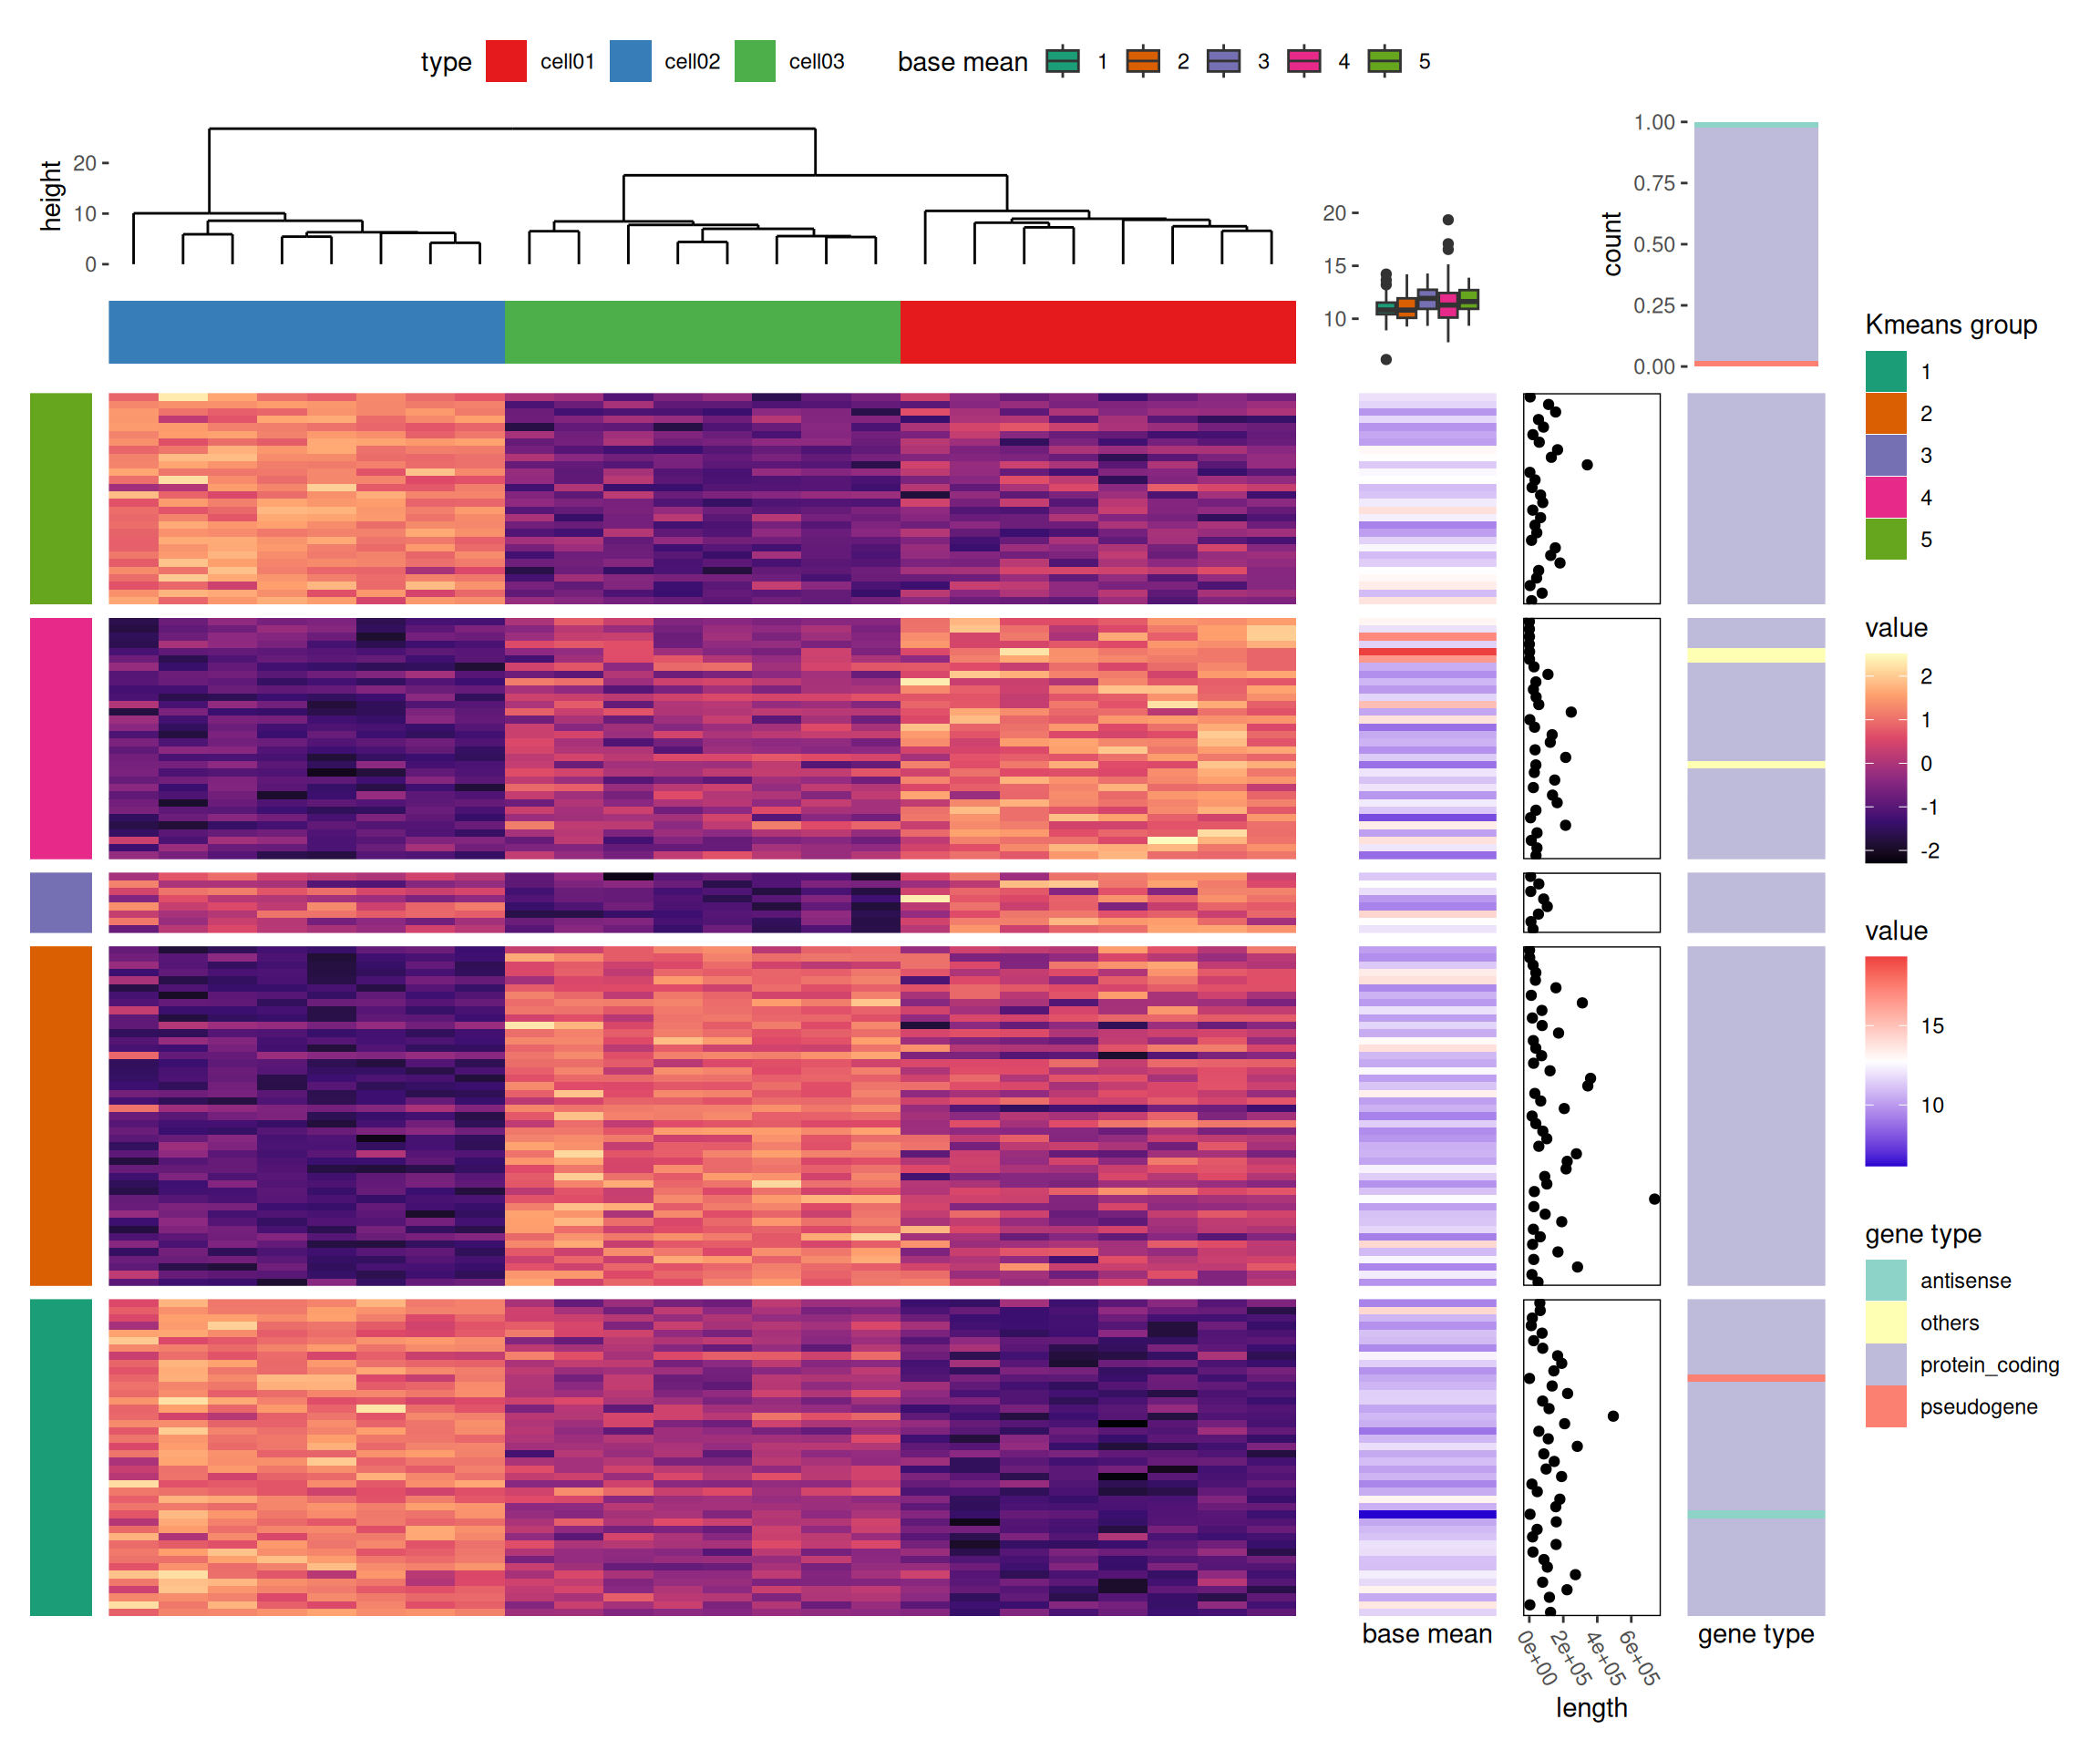 type cell01 cell02 cell03 base mean 1 2 3 4 5
height
20
10
0
20
15
10
count
1.00
0.75
0.50
0.25
0.00
Kmeans group
1
2
3
4
5
value
2
1
0
-1
-2
value
15
10
gene type
antisense
others
protein_coding
pseudogene
base mean
0e+00 2e+05 4e+05 6e+05
length
gene type